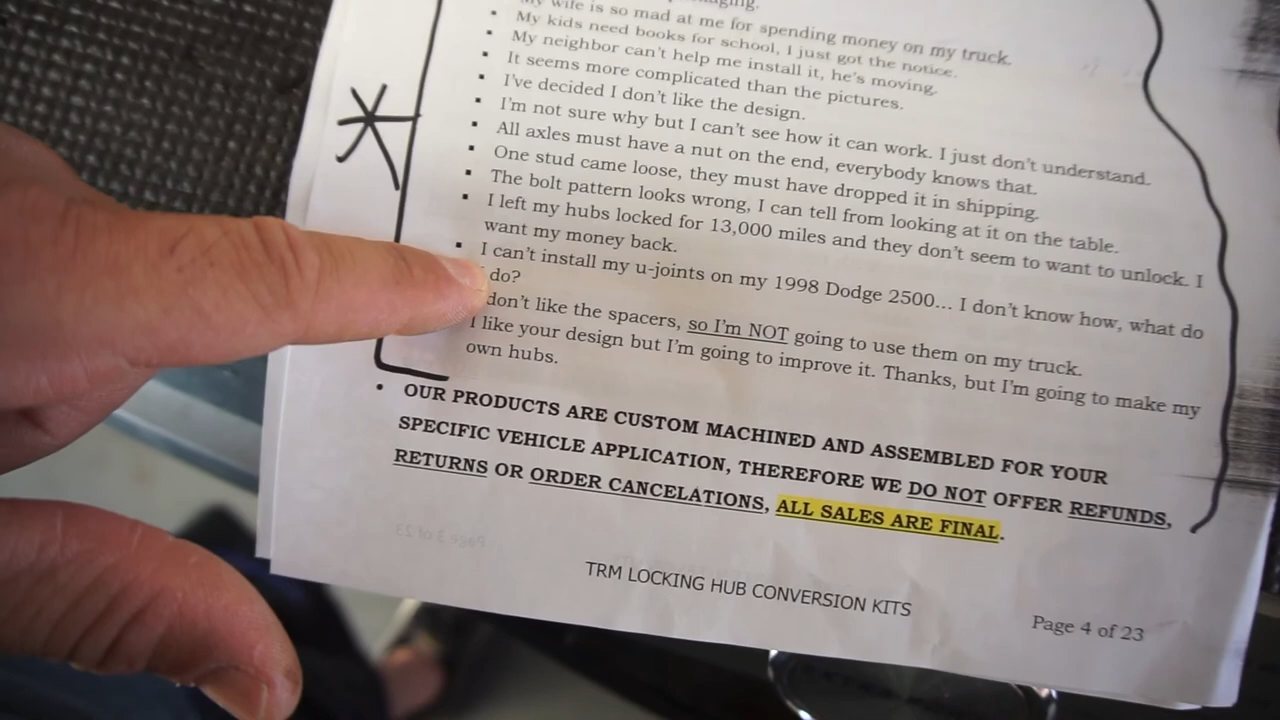 My wife is so mad at me for spending money on my truck.
▪ My kids need books for school, I just got the notice.
▪ My neighbor can't help me install it, he's moving.
▪ It seems more complicated than the pictures.
▪ I've decided I don't like the design.
▪ I'm not sure why but I can't see how it can work. I just don't understand.
▪ All axles must have a nut on the end, everybody knows that.
▪ One stud came loose, they must have dropped it in shipping.
▪ The bolt pattern looks wrong, I can tell from looking at it on the table.
▪ I left my hubs locked for 13,000 miles and they don't seem to want to unlock. I
want my money back.
▪ I can't install my u-joints on my 1998 Dodge 2500... I don't know how, what do
I do?
don't like the spacers, so I'm NOT going to use them on my truck.
I like your design but I'm going to improve it. Thanks, but I'm going to make my
own hubs.
• OUR PRODUCTS ARE CUSTOM MACHINED AND ASSEMBLED FOR YOUR
SPECIFIC VEHICLE APPLICATION, THEREFORE WE DO NOT OFFER REFUNDS,
RETURNS OR ORDER CANCELATIONS, ALL SALES ARE FINAL.
TRM LOCKING HUB CONVERSION KITS
Page 4 of 23
Page 3 of 23